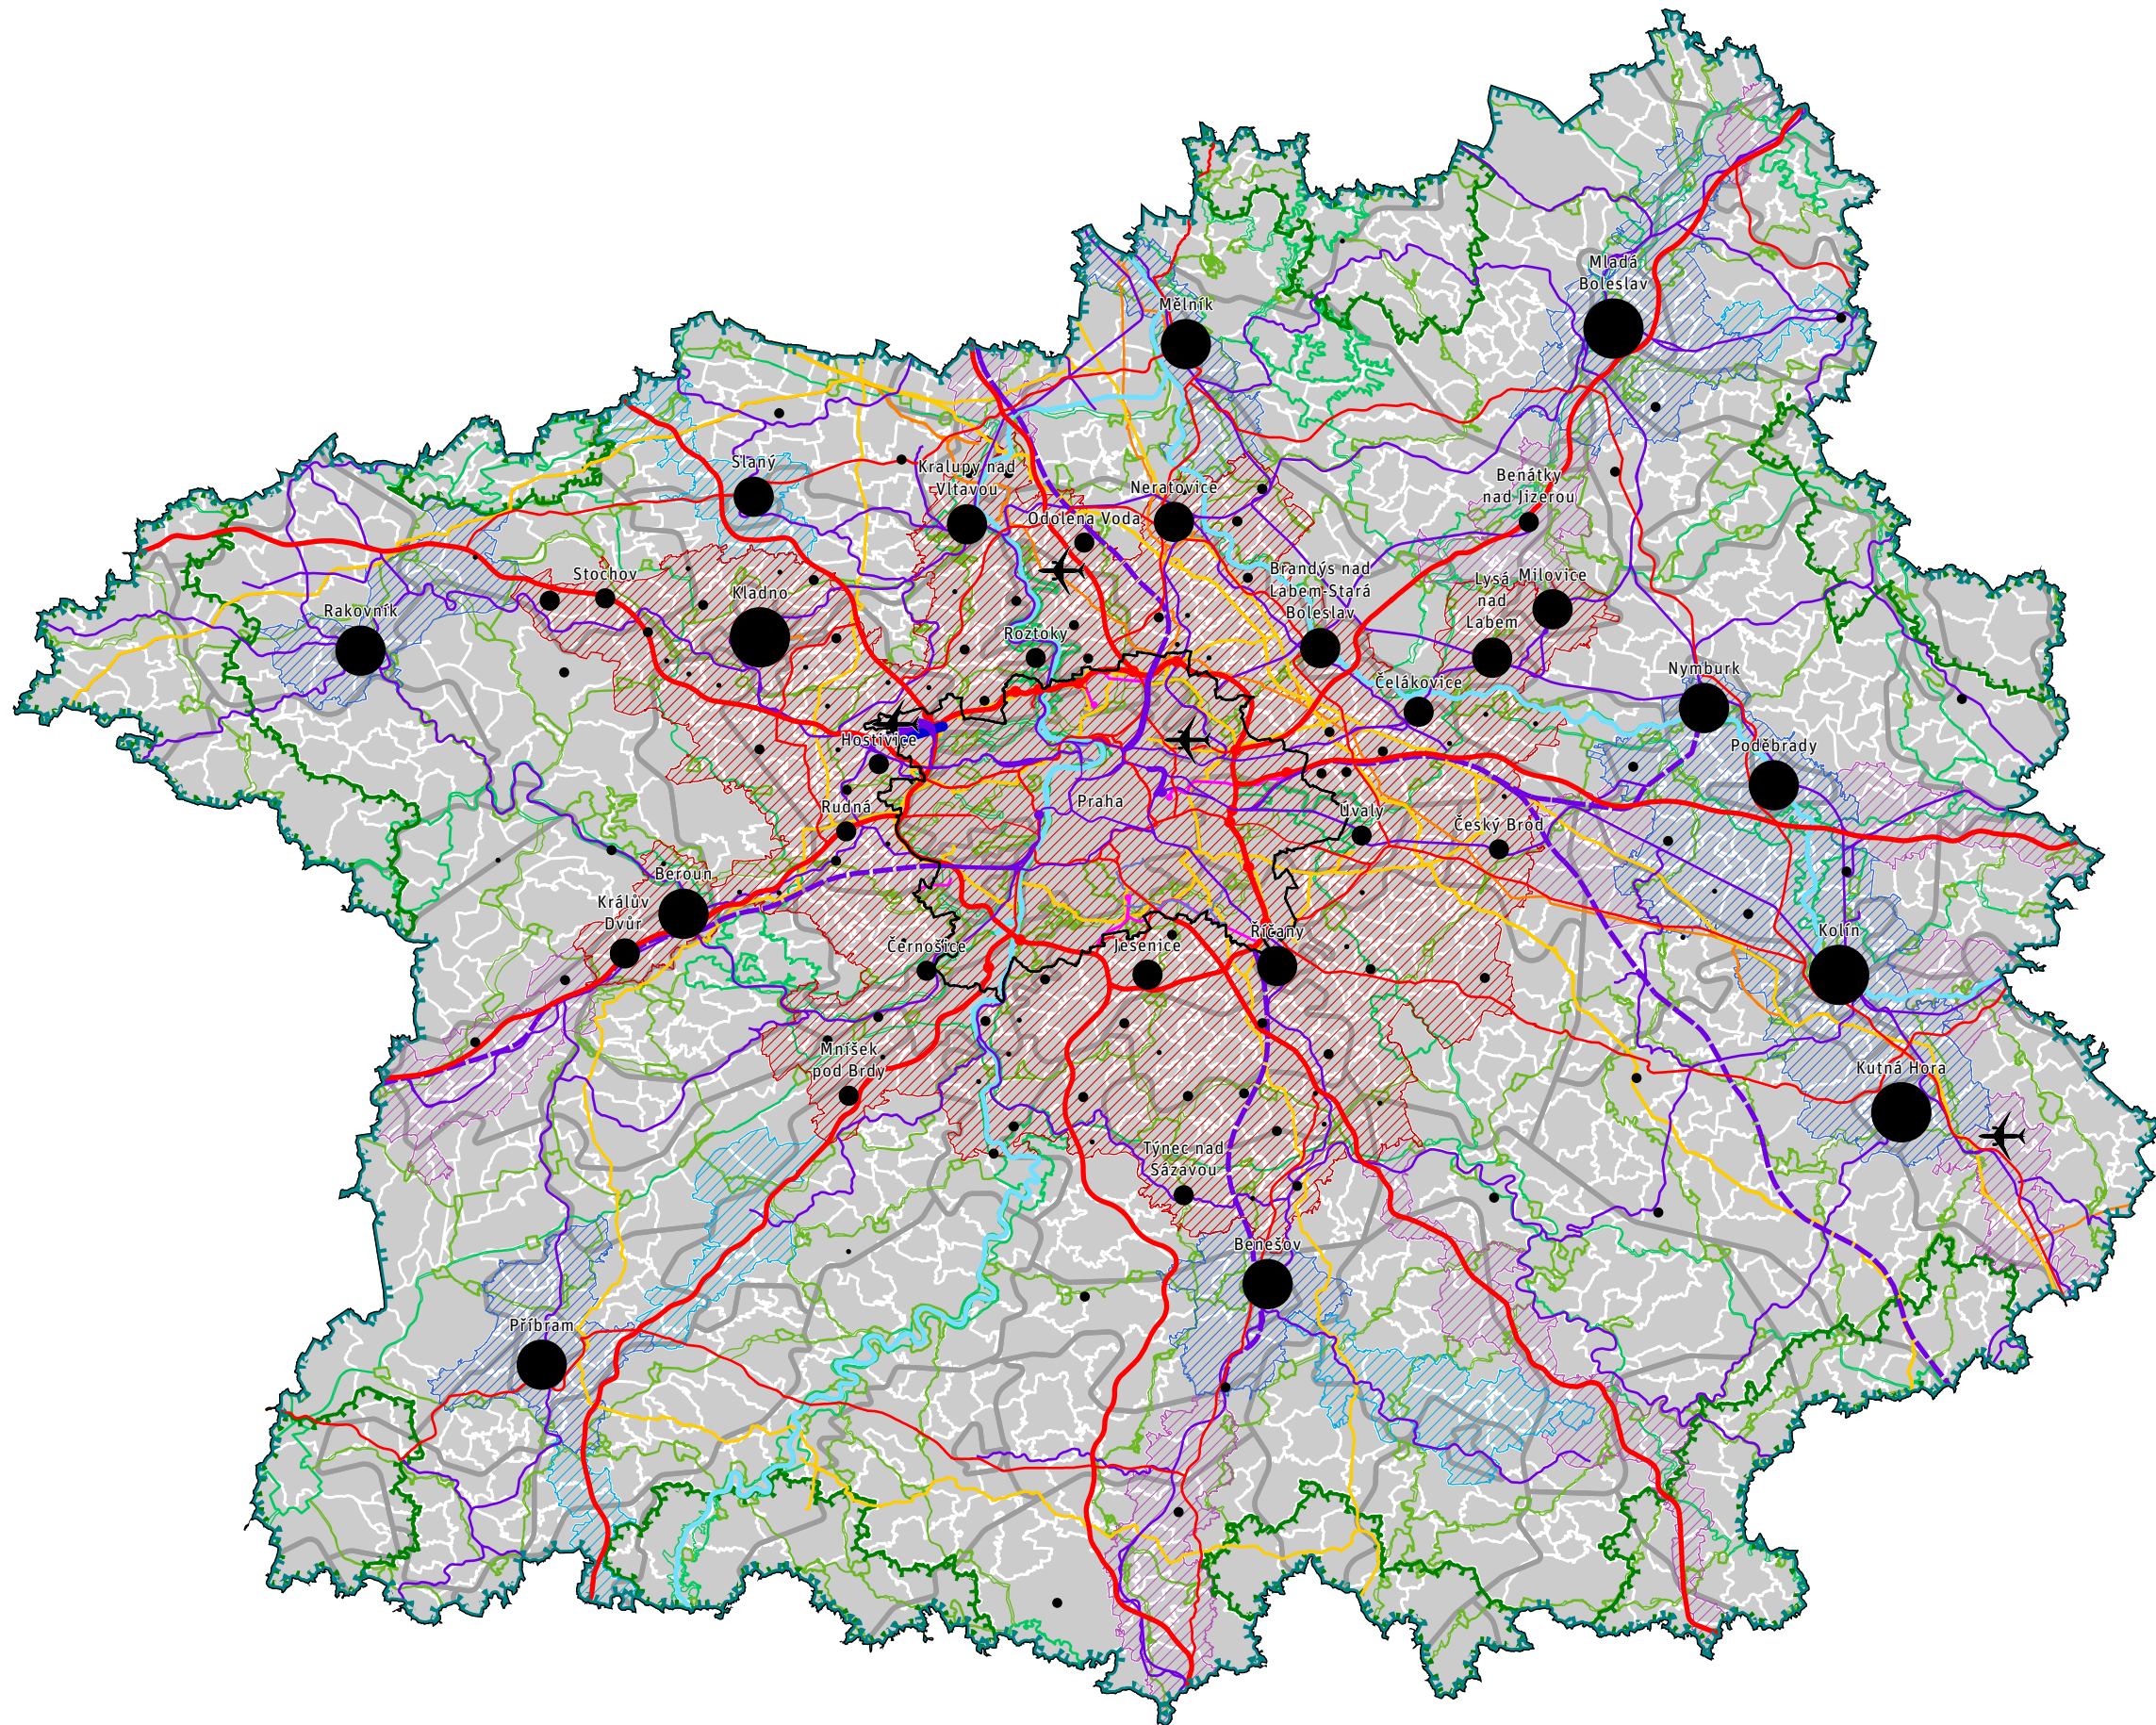 Mladá
Boleslav
Mělník
Slaný
Kralupy nad
Vltavou
Neratovice
Benátky
nad Jizerou
Odolena Voda
Stochov
Kladno
Brandýs nad
Labem-Stará
Boleslav
Lysá
nad
Labem
Milovice
Rakovník
Roztoky
Nymburk
Čelákovice
Hostivice
Poděbrady
Rudná
Praha
Úvaly
Český Brod
Beroun
Králův
Dvůr
Černošice
Jesenice
Říčany
Kolín
Mníšek
pod Brdy
Kutná Hora
Týnec nad
Sázavou
Benešov
Příbram